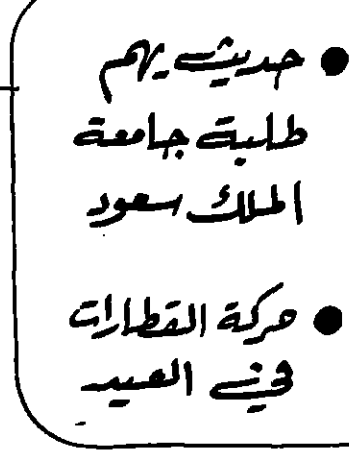 ● حديث يهم
طلبة جامعة
الملك سعود
● حركة القطارات
في العيد